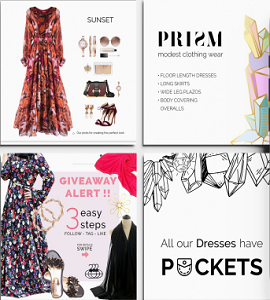 SUNSET
PRISM
modest clothing wear
• FLOOR LENGTH DRESSES
• LONG SHIRTS
• WIDE LEG PLAZOS
• BODY COVERING
OVERALLS
GIVEAWAY
ALERT !!
3 easy
steps
FOLLOW - TAG - LIKE
SWIPE
All our Dresses have
POCKETS